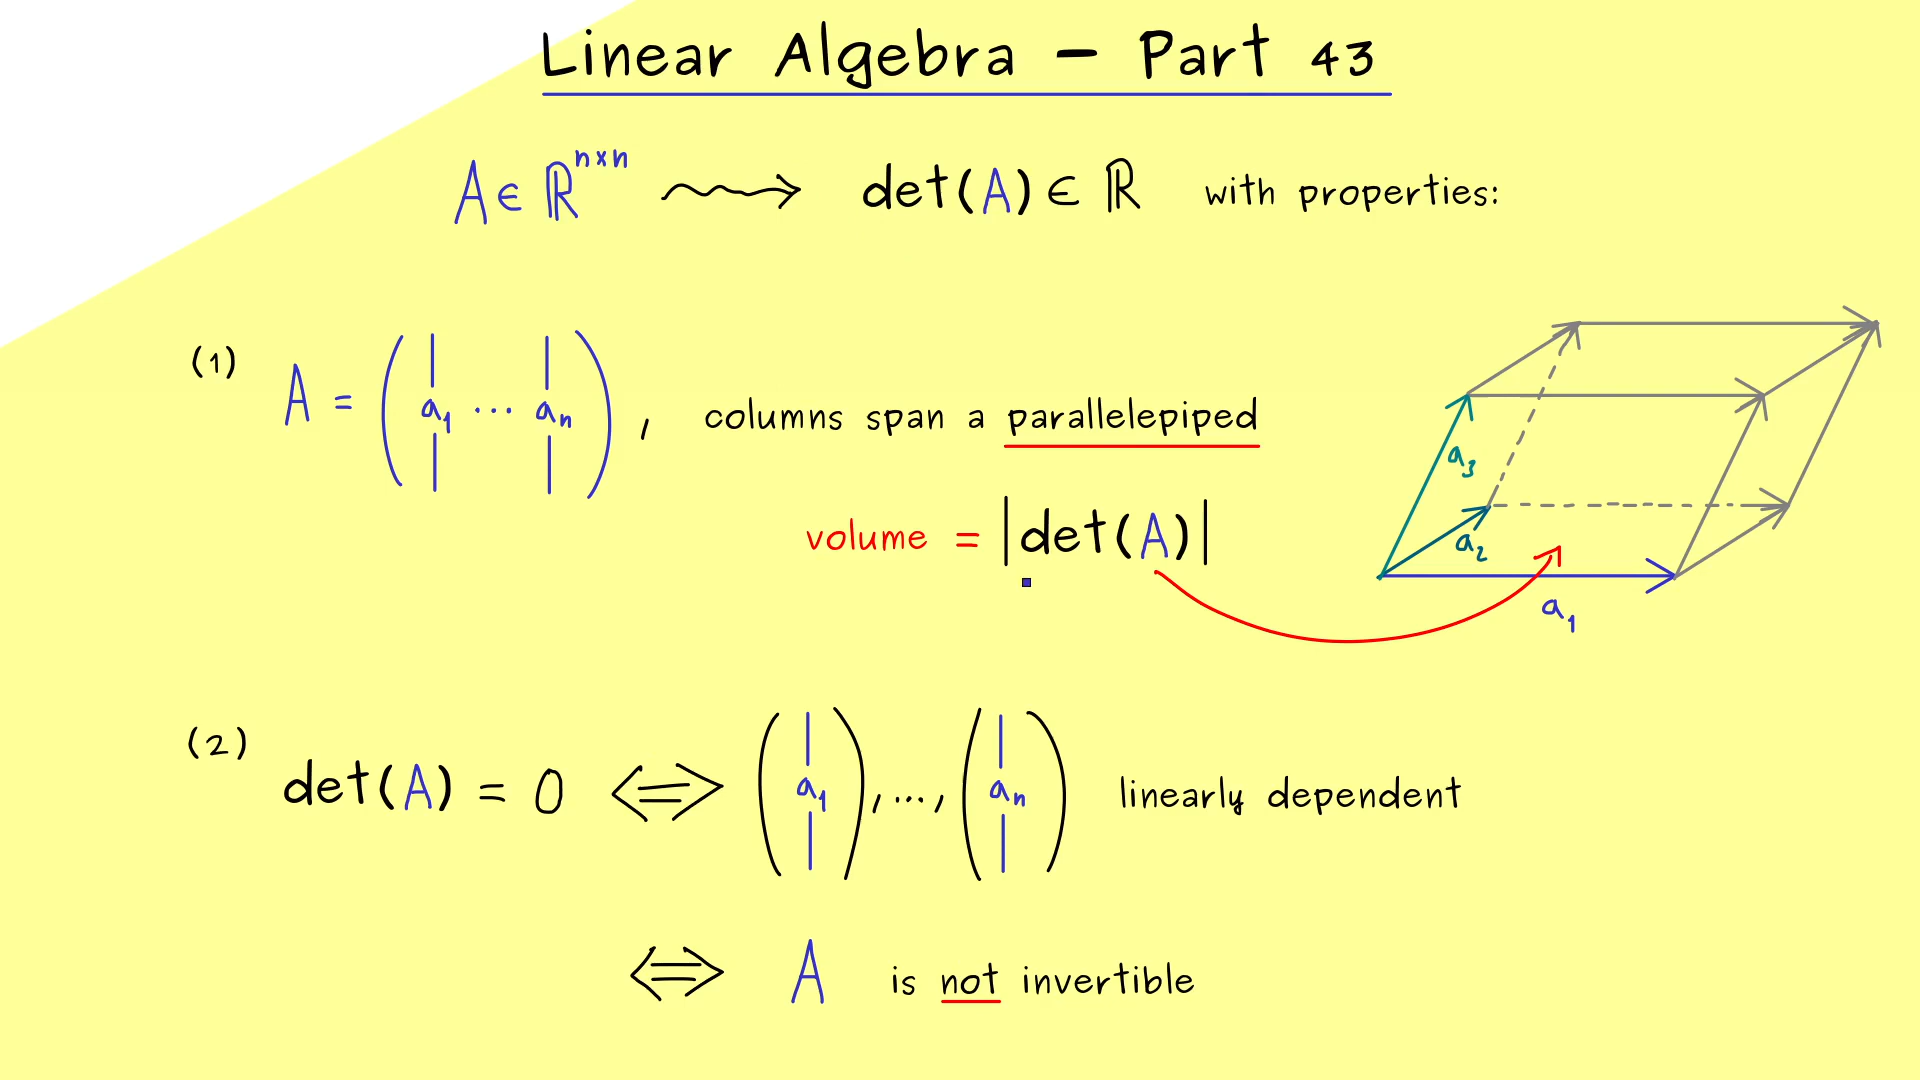 Linear Algebra – Part 43
A ∈ ℝ^{n×n} ⇝ det(A) ∈ ℝ with properties:
(1) A = ( a₁ ⋯ aₙ ) , columns span a parallelepiped
volume = |det(A)|
a₃
a₂
a₁
(2) det(A) = 0 ⟺ ( a₁ ) , … , ( aₙ ) linearly dependent
⟺ A is not invertible